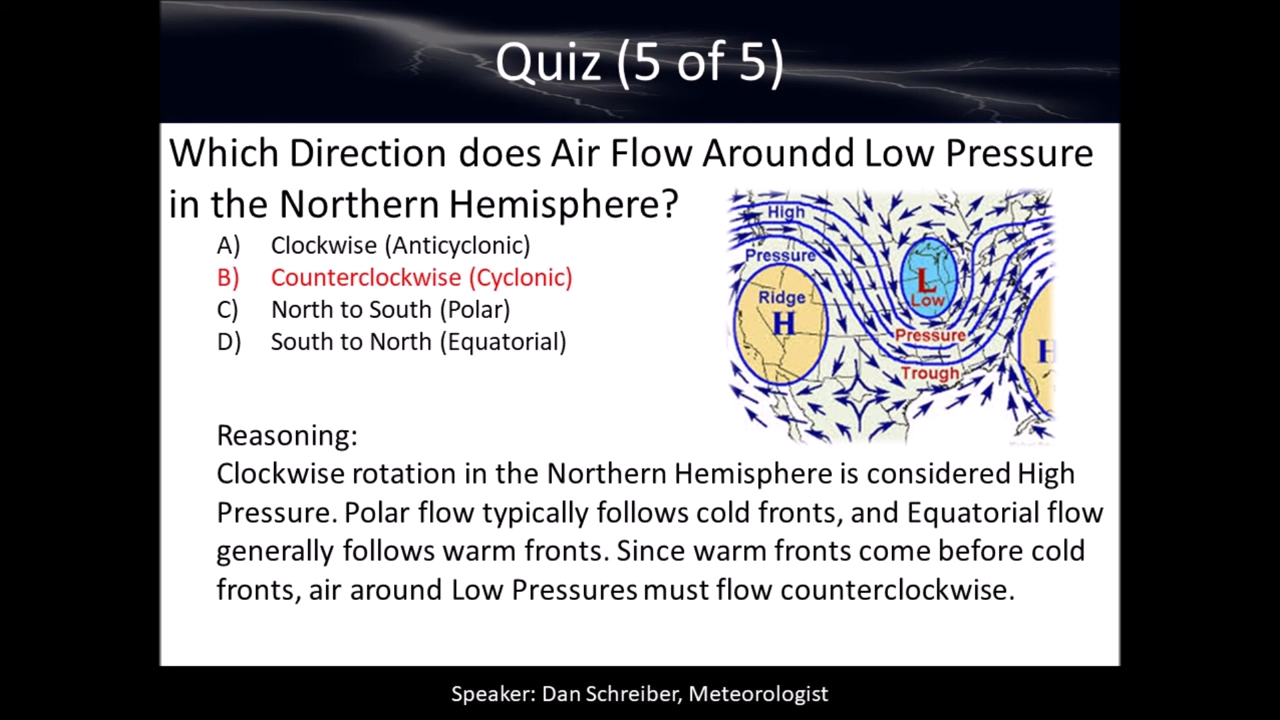 Quiz (5 of 5)
Which Direction does Air Flow Aroundd Low Pressure
in the Northern Hemisphere?
A) Clockwise (Anticyclonic)
B) Counterclockwise (Cyclonic)
C) North to South (Polar)
D) South to North (Equatorial)
High
Pressure
Ridge
H
L
Low
Pressure
Trough
H
Reasoning:
Clockwise rotation in the Northern Hemisphere is considered High
Pressure. Polar flow typically follows cold fronts, and Equatorial flow
generally follows warm fronts. Since warm fronts come before cold
fronts, air around Low Pressures must flow counterclockwise.
Speaker: Dan Schreiber, Meteorologist